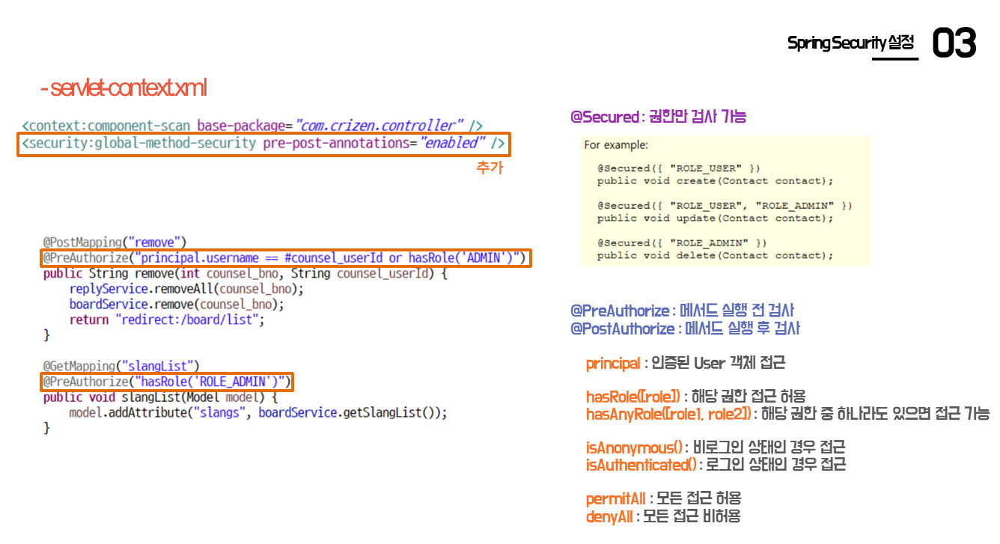 Spring Security 설정 03
- servlet-context.xml
<context:component-scan base-package="com.crizen.controller" />
<security:global-method-security pre-post-annotations="enabled" />
추가
@PostMapping("remove")
@PreAuthorize("principal.username == #counsel_userId or hasRole('ADMIN')")
public String remove(int counsel_bno, String counsel_userId) {
replyService.removeAll(counsel_bno);
boardService.remove(counsel_bno);
return "redirect:/board/list";
}
@GetMapping("slangList")
@PreAuthorize("hasRole('ROLE_ADMIN')")
public void slangList(Model model) {
model.addAttribute("slangs", boardService.getSlangList());
}
@Secured : 권한만 검사 가능
For example:
@Secured({ "ROLE_USER" })
public void create(Contact contact);
@Secured({ "ROLE_USER", "ROLE_ADMIN" })
public void update(Contact contact);
@Secured({ "ROLE_ADMIN" })
public void delete(Contact contact);
@PreAuthorize : 메서드 실행 전 검사
@PostAuthorize : 메서드 실행 후 검사
principal : 인증된 User 객체 접근
hasRole([role]) : 해당 권한 접근 허용
hasAnyRole([role1, role2]) : 해당 권한 중 하나라도 있으면 접근 가능
isAnonymous() : 비로그인 상태인 경우 접근
isAuthenticated() : 로그인 상태인 경우 접근
permitAll : 모든 접근 허용
denyAll : 모든 접근 비허용